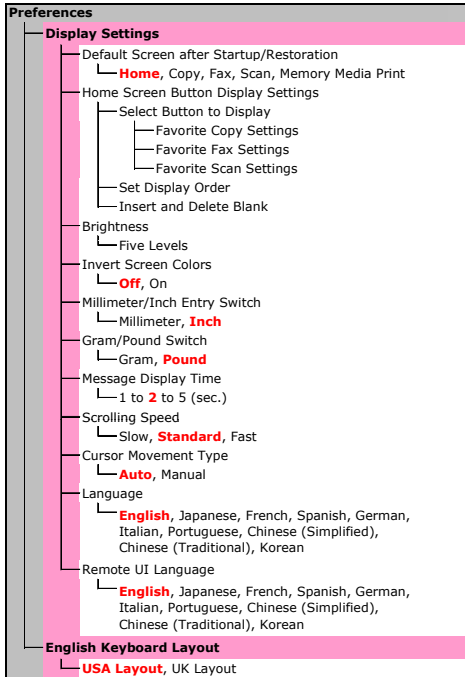 Preferences
Display Settings
Default Screen after Startup/Restoration
Home, Copy, Fax, Scan, Memory Media Print
Home Screen Button Display Settings
Select Button to Display
Favorite Copy Settings
Favorite Fax Settings
Favorite Scan Settings
Set Display Order
Insert and Delete Blank
Brightness
Five Levels
Invert Screen Colors
Off, On
Millimeter/Inch Entry Switch
Millimeter, Inch
Gram/Pound Switch
Gram, Pound
Message Display Time
1 to 2 to 5 (sec.)
Scrolling Speed
Slow, Standard, Fast
Cursor Movement Type
Auto, Manual
Language
English, Japanese, French, Spanish, German,
Italian, Portuguese, Chinese (Simplified),
Chinese (Traditional), Korean
Remote UI Language
English, Japanese, French, Spanish, German,
Italian, Portuguese, Chinese (Simplified),
Chinese (Traditional), Korean
English Keyboard Layout
USA Layout, UK Layout